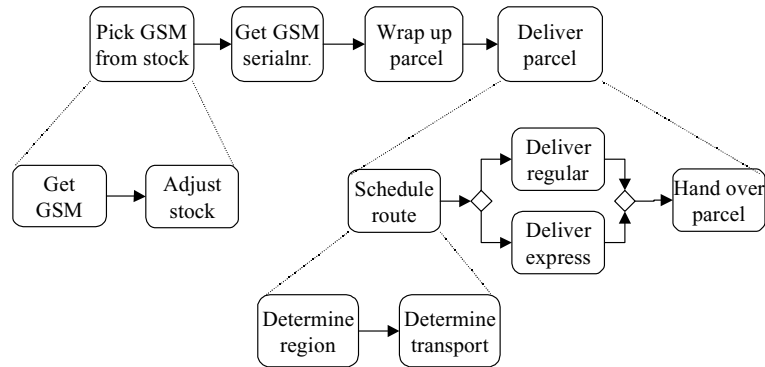 Pick GSM
from stock
Get GSM
serialnr.
Wrap up
parcel
Deliver
parcel
Get
GSM
Adjust
stock
Schedule
route
Deliver
regular
Deliver
express
Hand over
parcel
Determine
region
Determine
transport